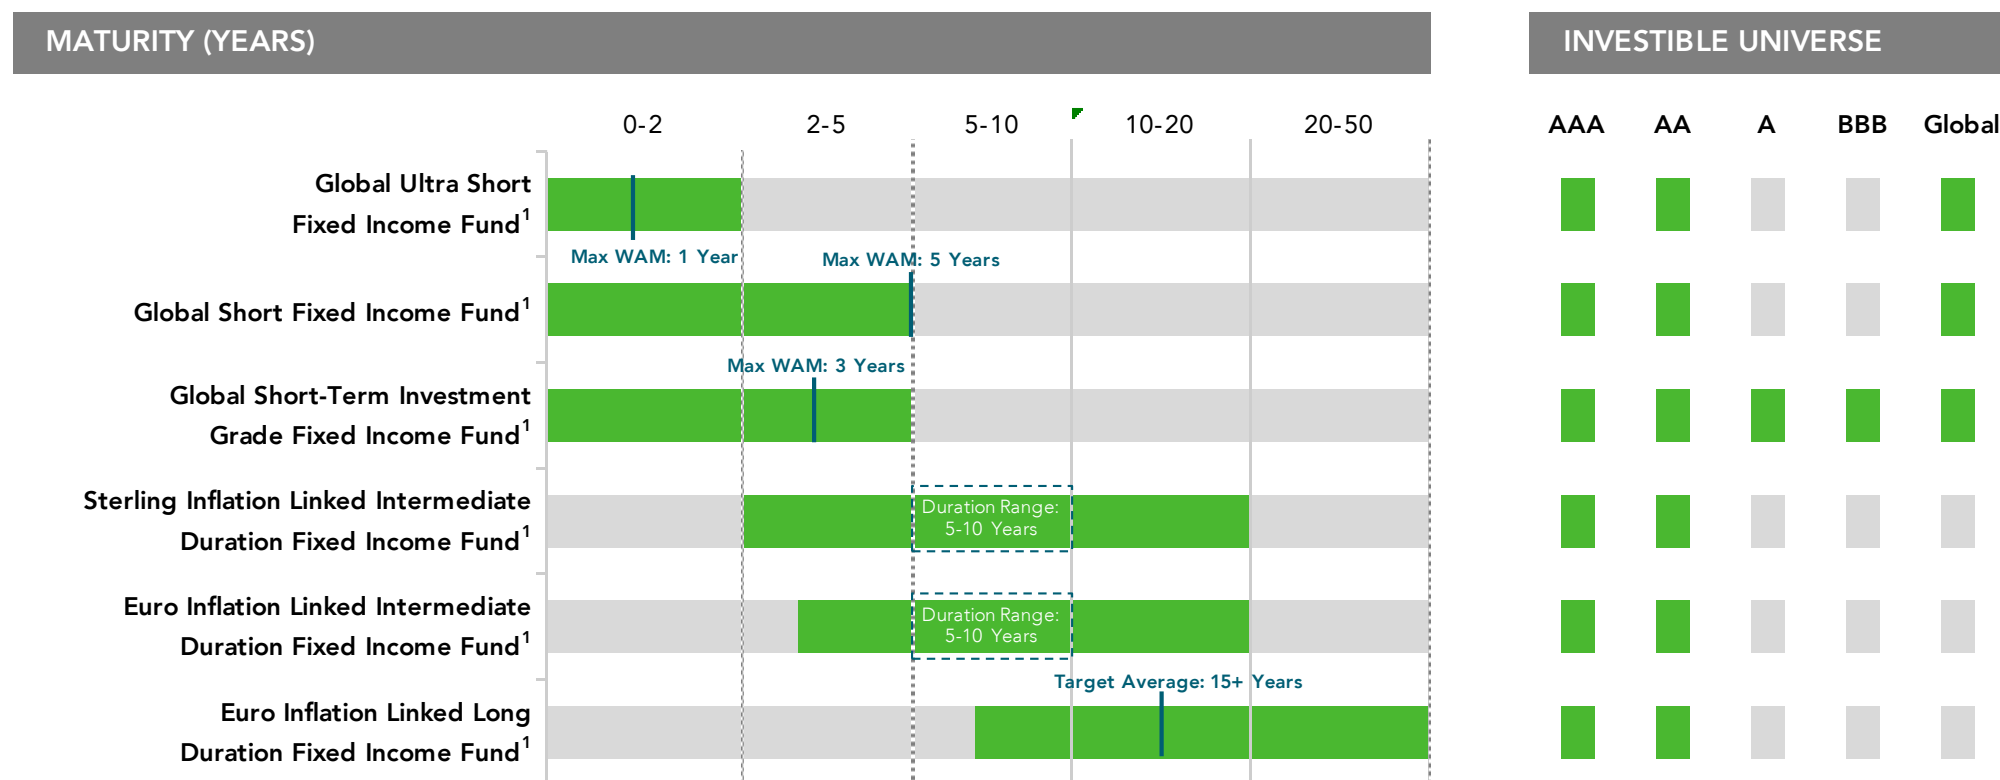 MATURITY (YEARS)
INVESTIBLE UNIVERSE
0-2 2-5 5-10 10-20 20-50
AAA AA A BBB Global
Global Ultra Short
Fixed Income Fund¹
Max WAM: 1 Year
Max WAM: 5 Years
Global Short Fixed Income Fund¹
Max WAM: 3 Years
Global Short-Term Investment
Grade Fixed Income Fund¹
Sterling Inflation Linked Intermediate
Duration Fixed Income Fund¹
Duration Range:
5-10 Years
Euro Inflation Linked Intermediate
Duration Fixed Income Fund¹
Duration Range:
5-10 Years
Target Average: 15+ Years
Euro Inflation Linked Long
Duration Fixed Income Fund¹